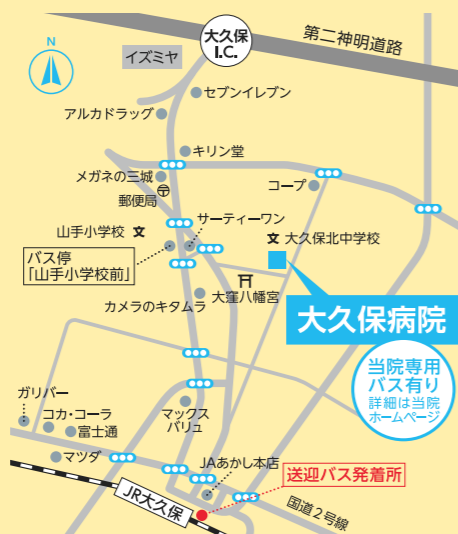 大久保
I.C.
第二神明道路
N
イズミヤ
セブンイレブン
アルカドラッグ
キリン堂
メガネの三城
コープ
郵便局
〒
サーティーワン
山手小学校 文
文 大久保北中学校
バス停
「山手小学校前」
大窪八幡宮
カメラのキタムラ
大久保病院
当院専用
バス有り
詳細は当院
ホームページ
ガリバー
コカ・コーラ
富士通
マックス
バリュ
マツダ
JAあかし本店
送迎バス発着所
JR大久保
国道2号線